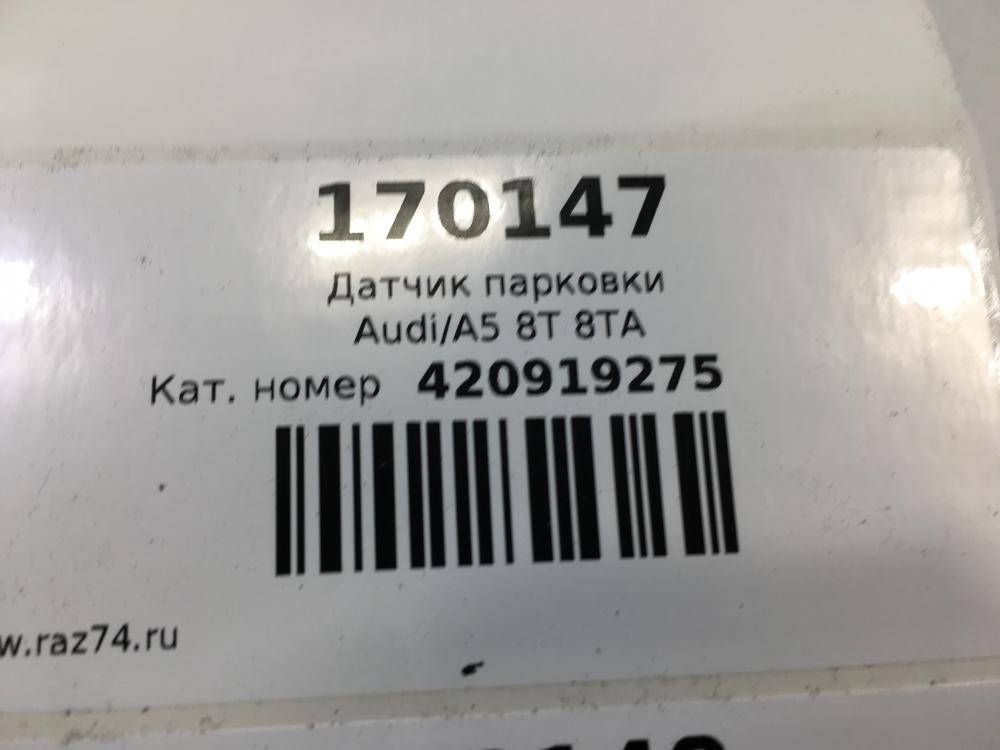 170147
Датчик парковки
Audi/A5 8T 8TA
Кат. номер 420919275
w.raz74.ru